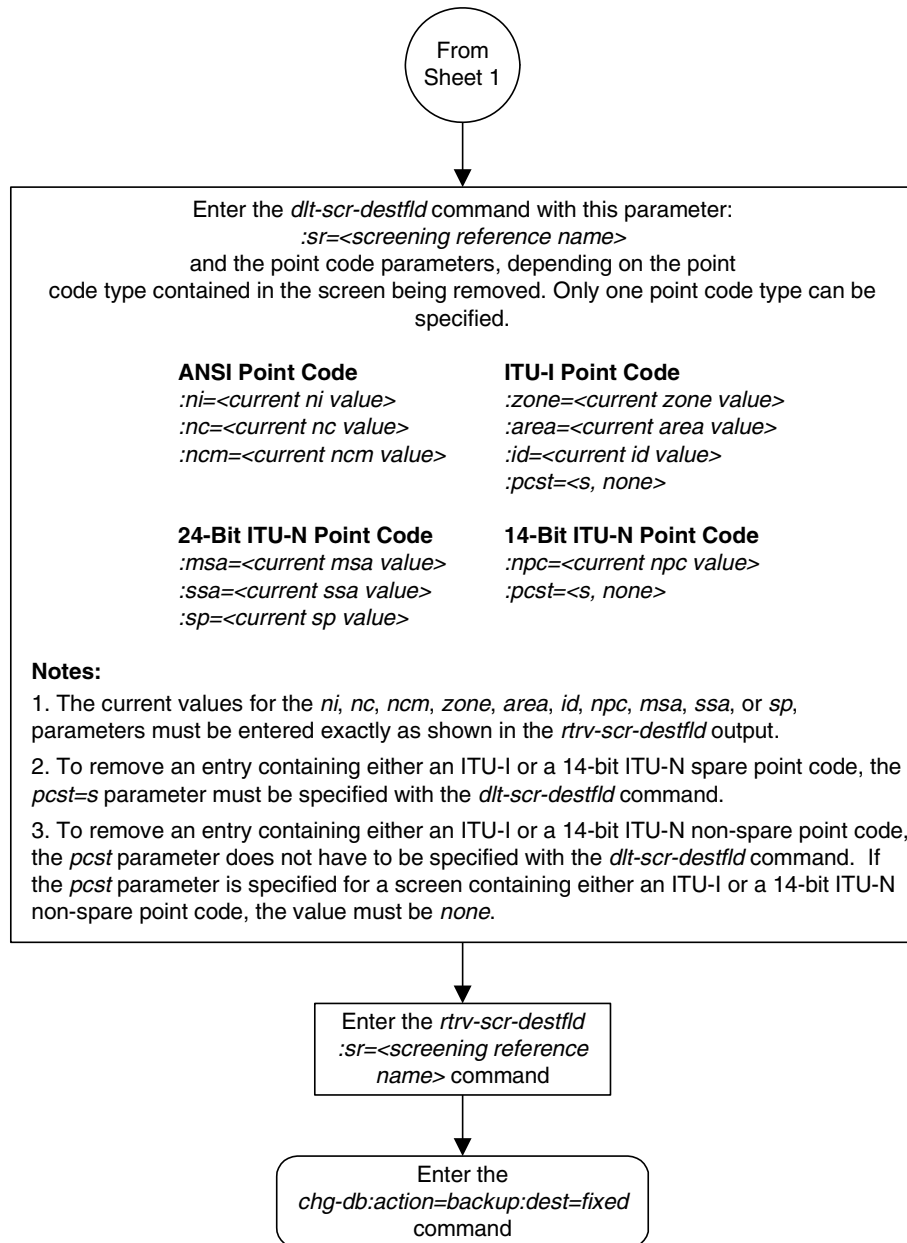 From
Sheet 1
Enter the dlt-scr-destfld command with this parameter:
:sr=<screening reference name>
and the point code parameters, depending on the point
code type contained in the screen being removed. Only one point code type can be
specified.
ANSI Point Code
:ni=<current ni value>
:nc=<current nc value>
:ncm=<current ncm value>
ITU-I Point Code
:zone=<current zone value>
:area=<current area value>
:id=<current id value>
:pcst=<s, none>
24-Bit ITU-N Point Code
:msa=<current msa value>
:ssa=<current ssa value>
:sp=<current sp value>
14-Bit ITU-N Point Code
:npc=<current npc value>
:pcst=<s, none>
Notes:
1. The current values for the ni, nc, ncm, zone, area, id, npc, msa, ssa, or sp,
parameters must be entered exactly as shown in the rtrv-scr-destfld output.
2. To remove an entry containing either an ITU-I or a 14-bit ITU-N spare point code, the
pcst=s parameter must be specified with the dlt-scr-destfld command.
3. To remove an entry containing either an ITU-I or a 14-bit ITU-N non-spare point code,
the pcst parameter does not have to be specified with the dlt-scr-destfld command.  If
the pcst parameter is specified for a screen containing either an ITU-I or a 14-bit ITU-N
non-spare point code, the value must be none.
Enter the rtrv-scr-destfld
:sr=<screening reference
name> command
Enter the
chg-db:action=backup:dest=fixed
command